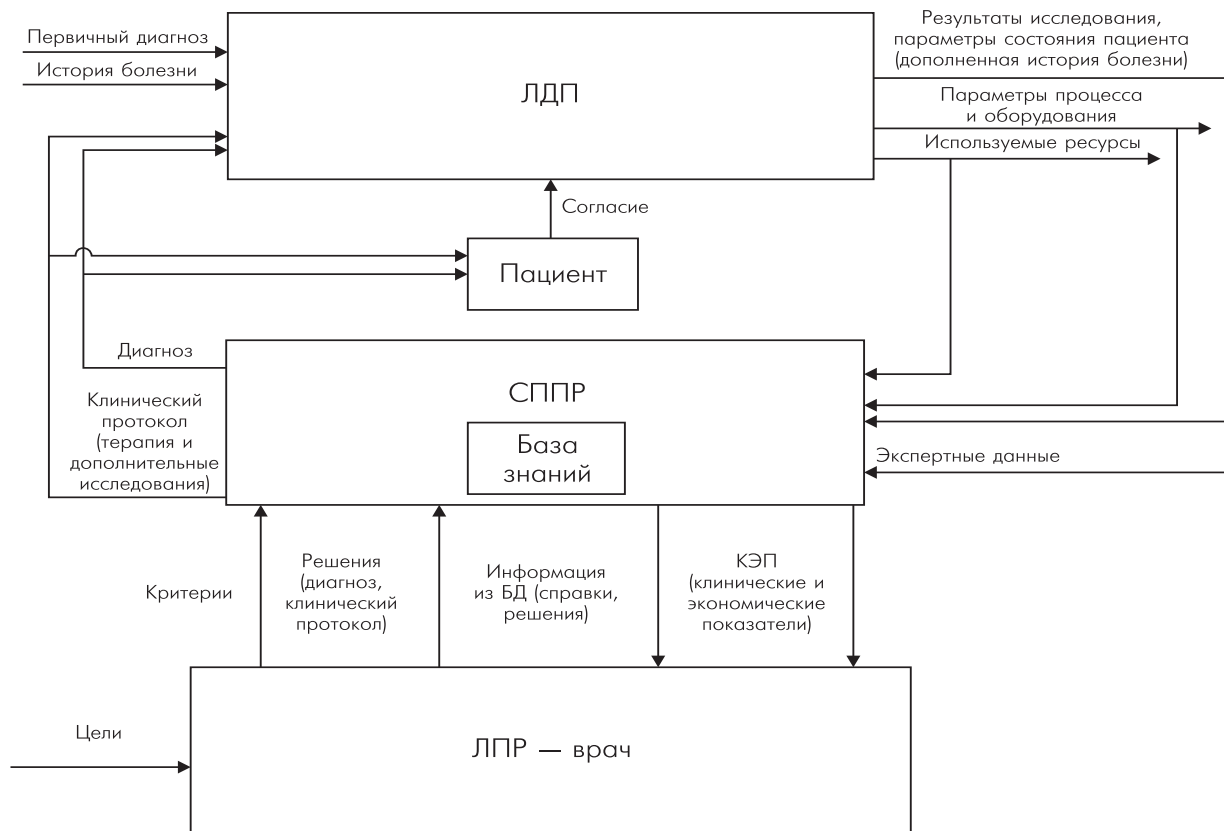 Первичный диагноз
История болезни
ЛДП
Результаты исследования,
параметры состояния пациента
(дополненная история болезни)
Параметры процесса
и оборудования
Используемые ресурсы
Согласие
Пациент
Диагноз
Клинический
протокол
(терапия и
дополнительные
исследования)
СППР
База
знаний
Экспертные данные
Критерии
Решения
(диагноз,
клинический
протокол)
Информация
из БД (справки,
решения)
КЭП
(клинические и
экономические
показатели)
Цели
ЛПР — врач